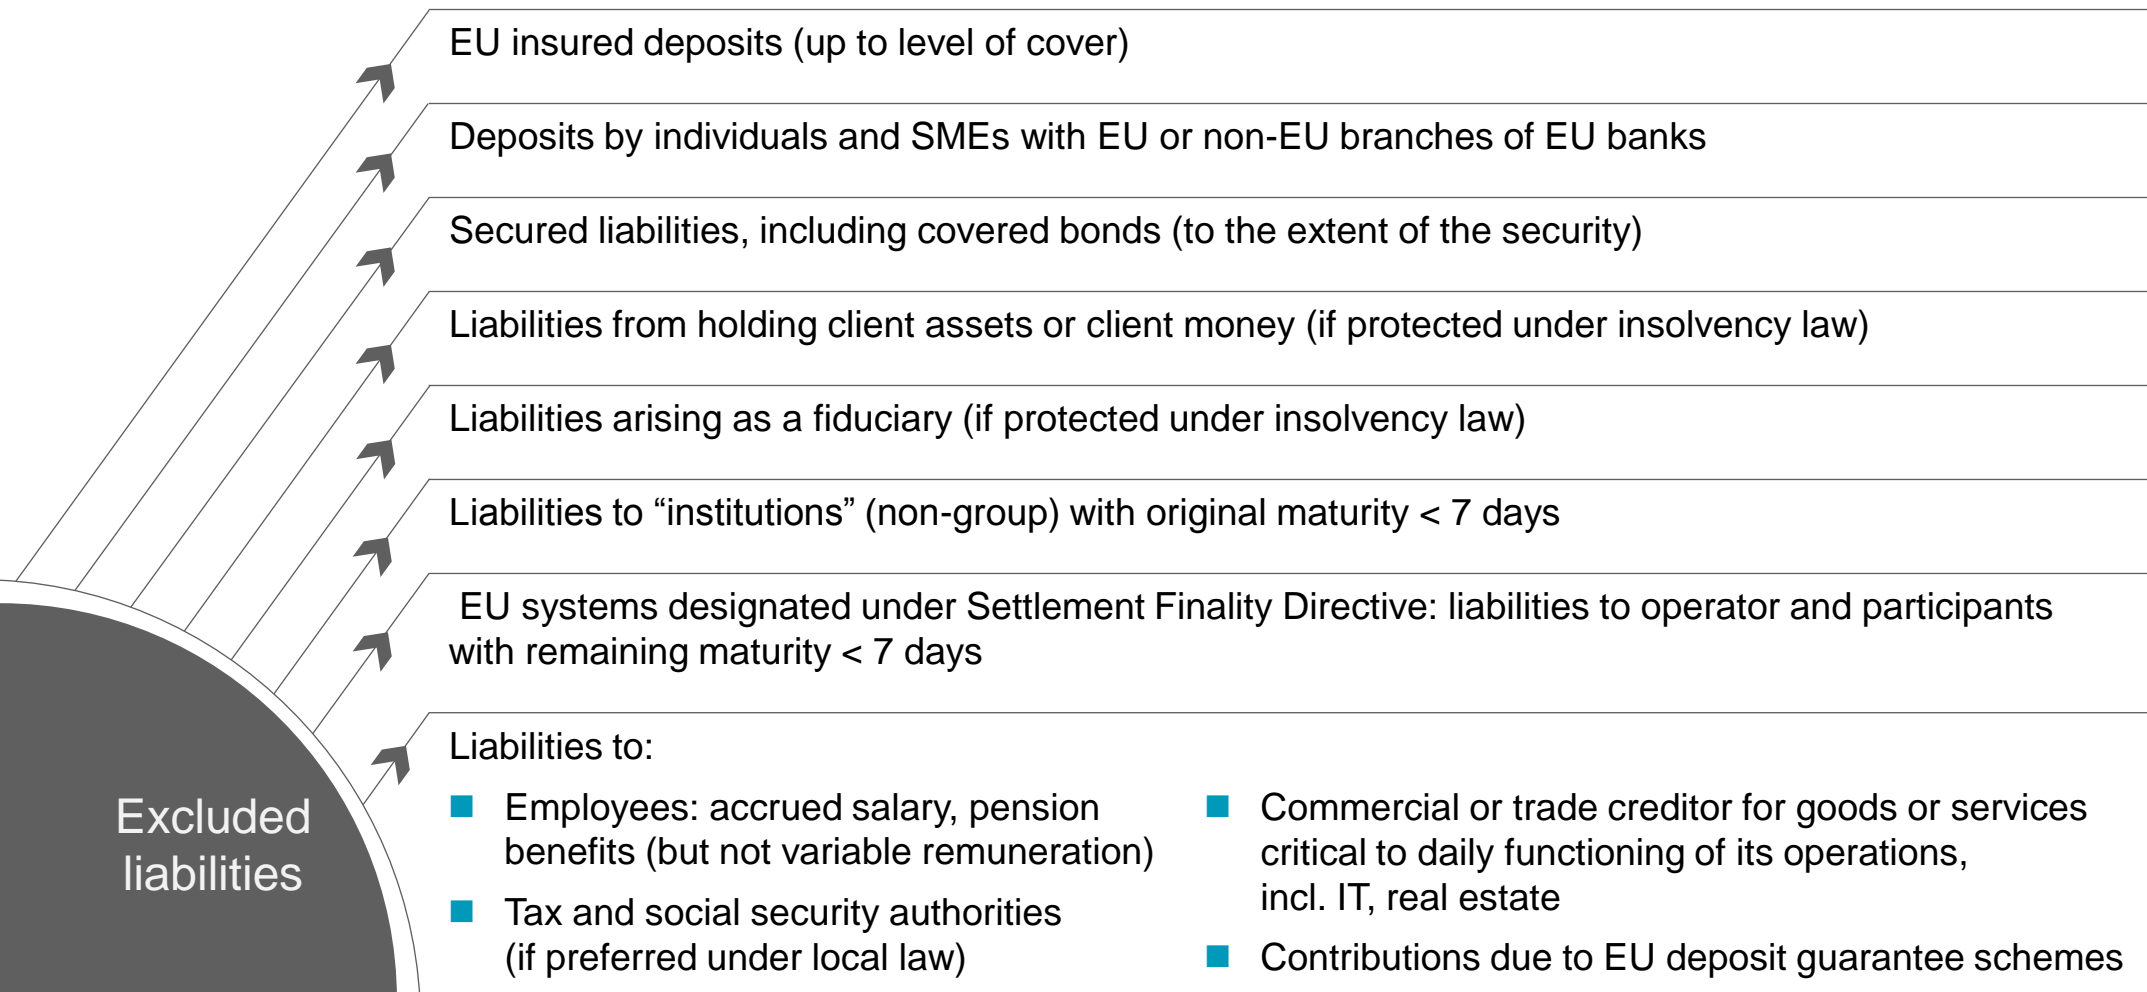 EU insured deposits (up to level of cover)
Deposits by individuals and SMEs with EU or non-EU branches of EU banks
Secured liabilities, including covered bonds (to the extent of the security)
Liabilities from holding client assets or client money (if protected under insolvency law)
Liabilities arising as a fiduciary (if protected under insolvency law)
Liabilities to “institutions” (non-group) with original maturity < 7 days
EU systems designated under Settlement Finality Directive: liabilities to operator and participants
with remaining maturity < 7 days
Liabilities to:
Employees: accrued salary, pension
benefits (but not variable remuneration)
Tax and social security authorities
(if preferred under local law)
Commercial or trade creditor for goods or services
critical to daily functioning of its operations,
incl. IT, real estate
Contributions due to EU deposit guarantee schemes
Excluded
liabilities